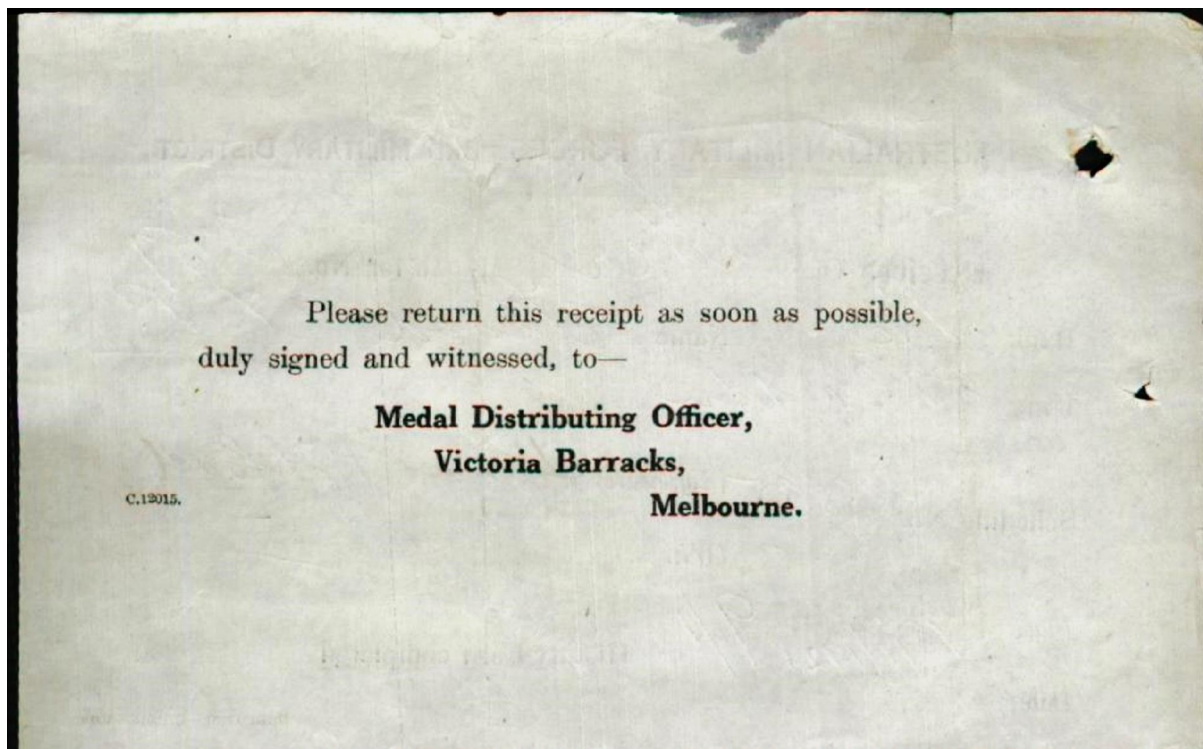 Please return this receipt as soon as possible,
duly signed and witnessed, to—
Medal Distributing Officer,
Victoria Barracks,
C.12015.
Melbourne.